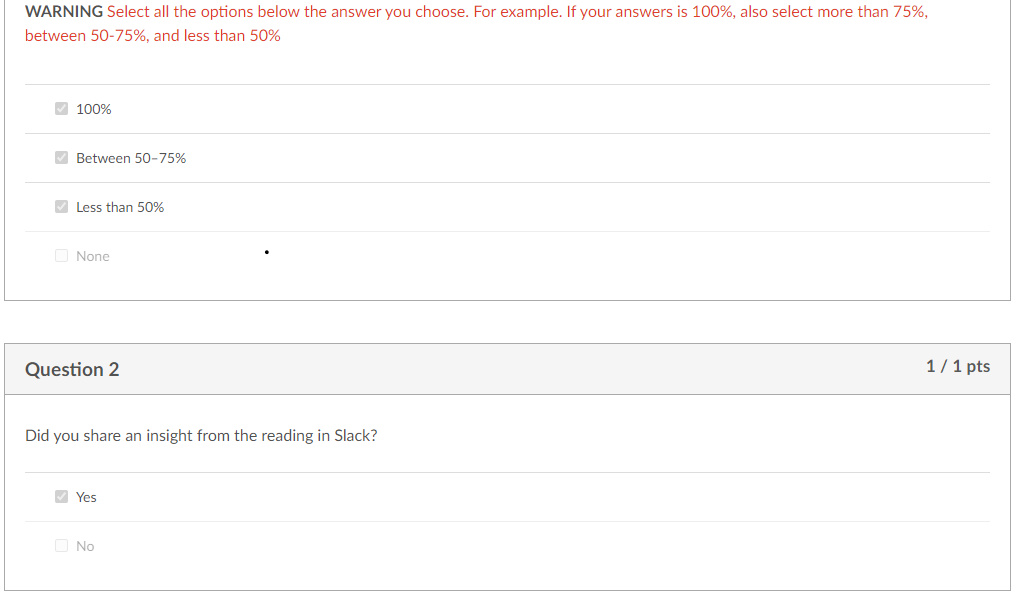 WARNING Select all the options below the answer you choose. For example. If your answers is 100%, also select more than 75%,
between 50-75%, and less than 50%
100%
Between 50–75%
Less than 50%
None
Question 2
1 / 1 pts
Did you share an insight from the reading in Slack?
Yes
No